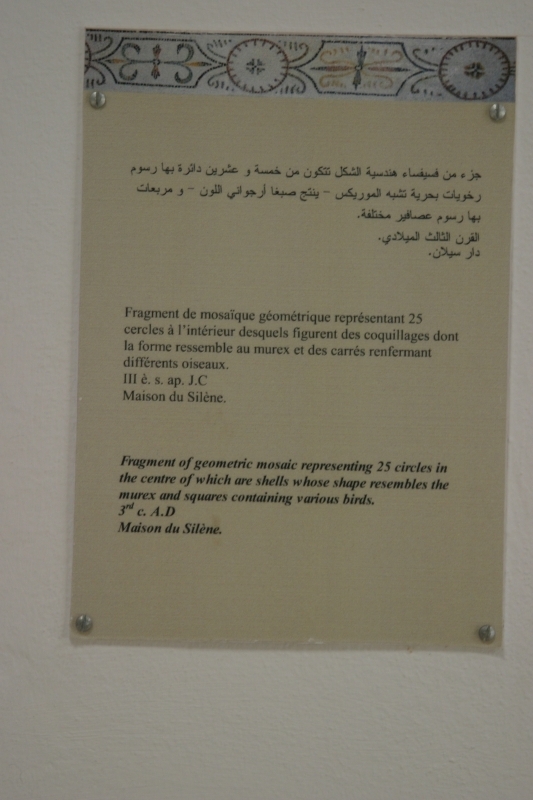 جزء من فسيفساء هندسية الشكل تتكون من خمسة و عشرين دائرة بها رسوم
رخويات بحرية تشبه الموريكس - ينتج صبغا أرجواني اللون - و مربعات
بها رسوم عصافير مختلفة.
القرن الثالث الميلادي.
دار سيلان.
Fragment de mosaïque géométrique représentant 25
cercles à l'intérieur desquels figurent des coquillages dont
la forme ressemble au murex et des carrés renfermant
différents oiseaux.
III è. s. ap. J.C
Maison du Silène.
Fragment of geometric mosaic representing 25 circles in
the centre of which are shells whose shape resembles the
murex and squares containing various birds.
3rd c. A.D
Maison du Silène.